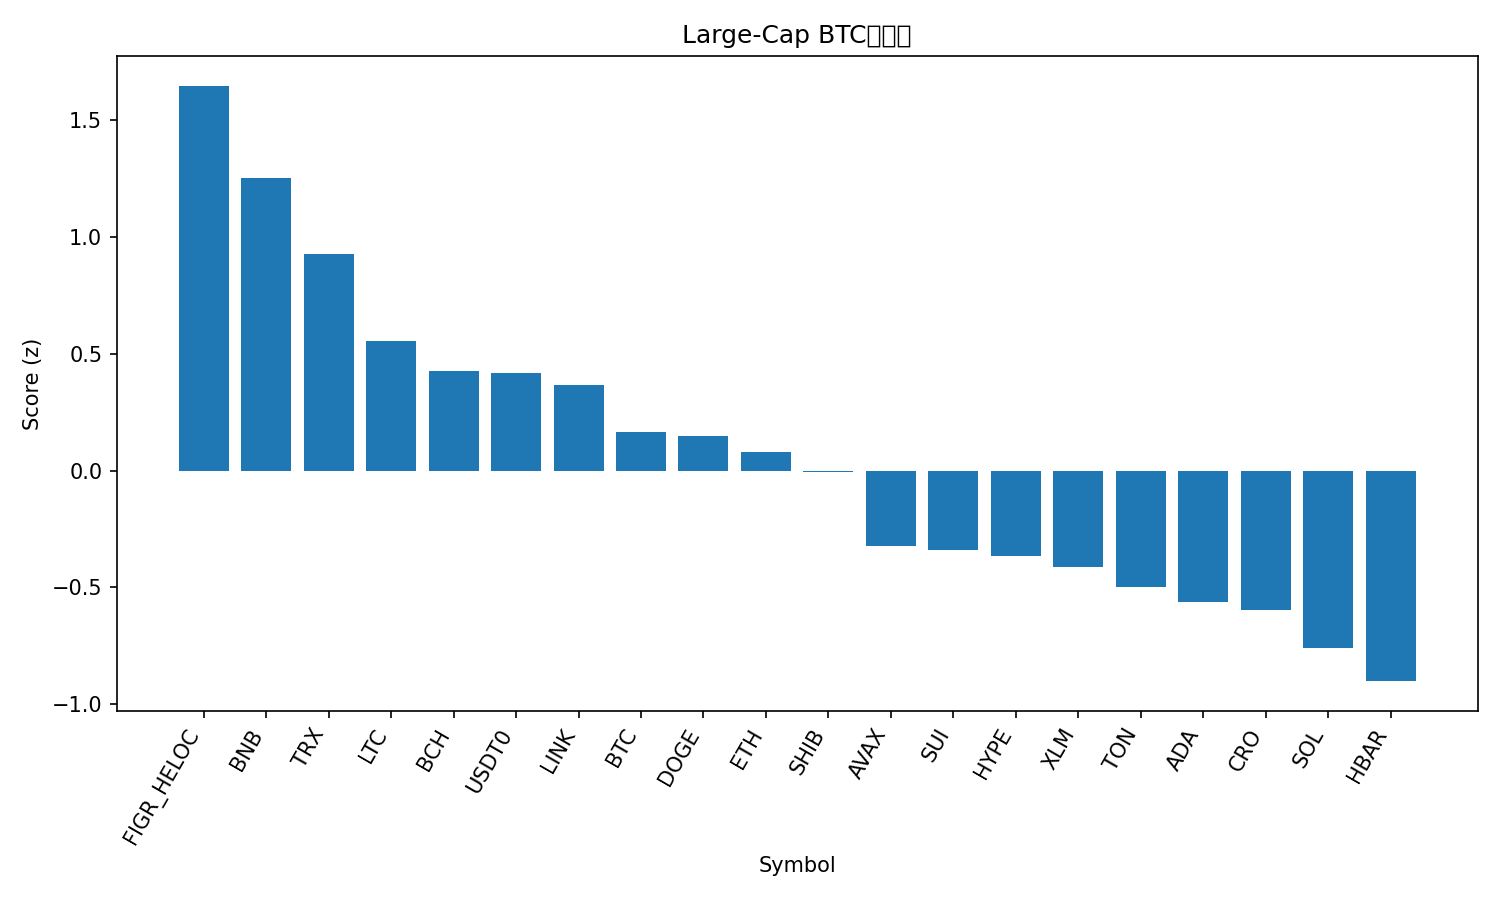 Large-Cap BTC
Score (z)
1.5
1.0
0.5
0.0
−0.5
−1.0
FIGR_HELOC
BNB
TRX
LTC
BCH
USDT0
LINK
BTC
DOGE
ETH
SHIB
AVAX
SUI
HYPE
XLM
TON
ADA
CRO
SOL
HBAR
Symbol